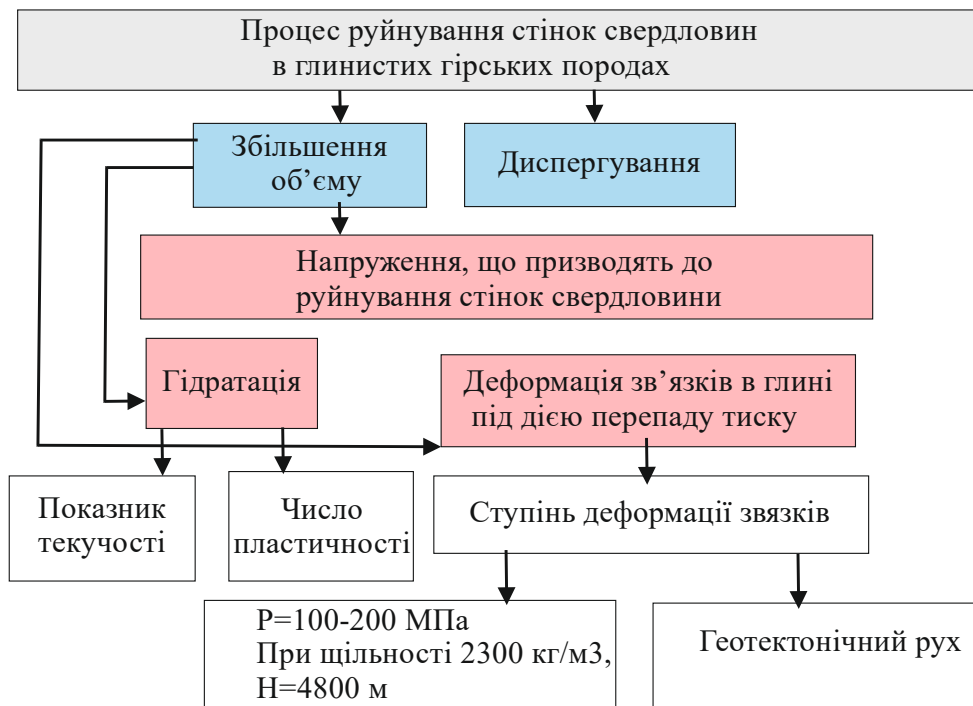 Процес руйнування стінок свердловин
в глинистих гірських породах
Збільшення
об’єму
Диспергування
Напруження, що призводять до
руйнування стінок свердловини
Гідратація
Деформація зв’язків в глині
під дією перепаду тиску
Показник
текучості
Число
пластичності
Ступінь деформації звязків
Р=100-200 МПа
При щільності 2300 кг/м3,
Н=4800 м
Геотектонічний рух